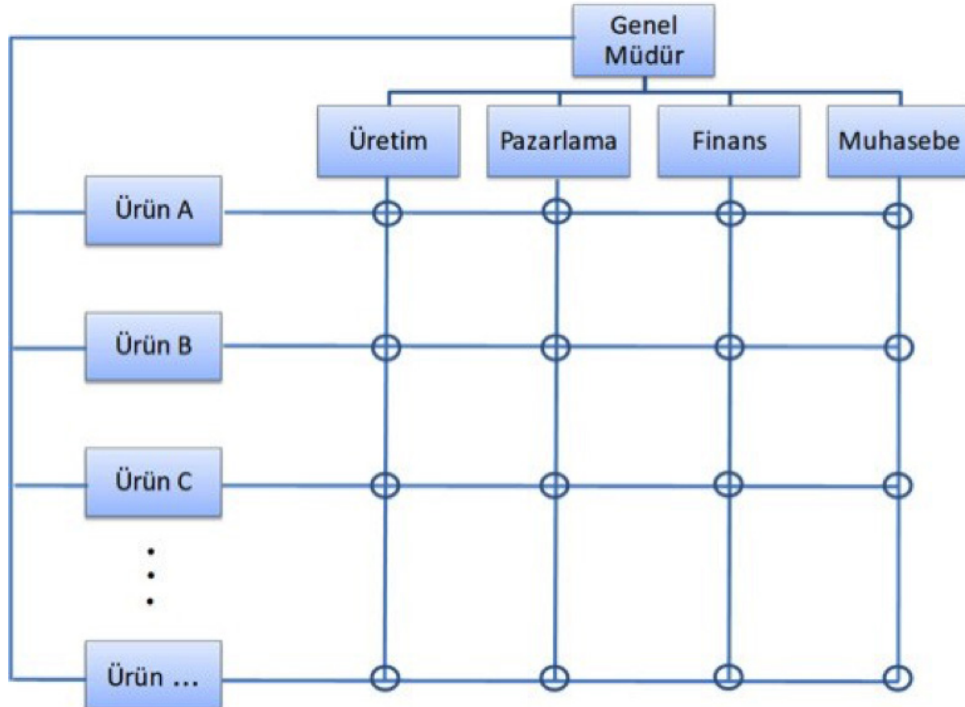 Genel
Müdür
Üretim
Pazarlama
Finans
Muhasebe
Ürün A
Ürün B
Ürün C
Ürün ...